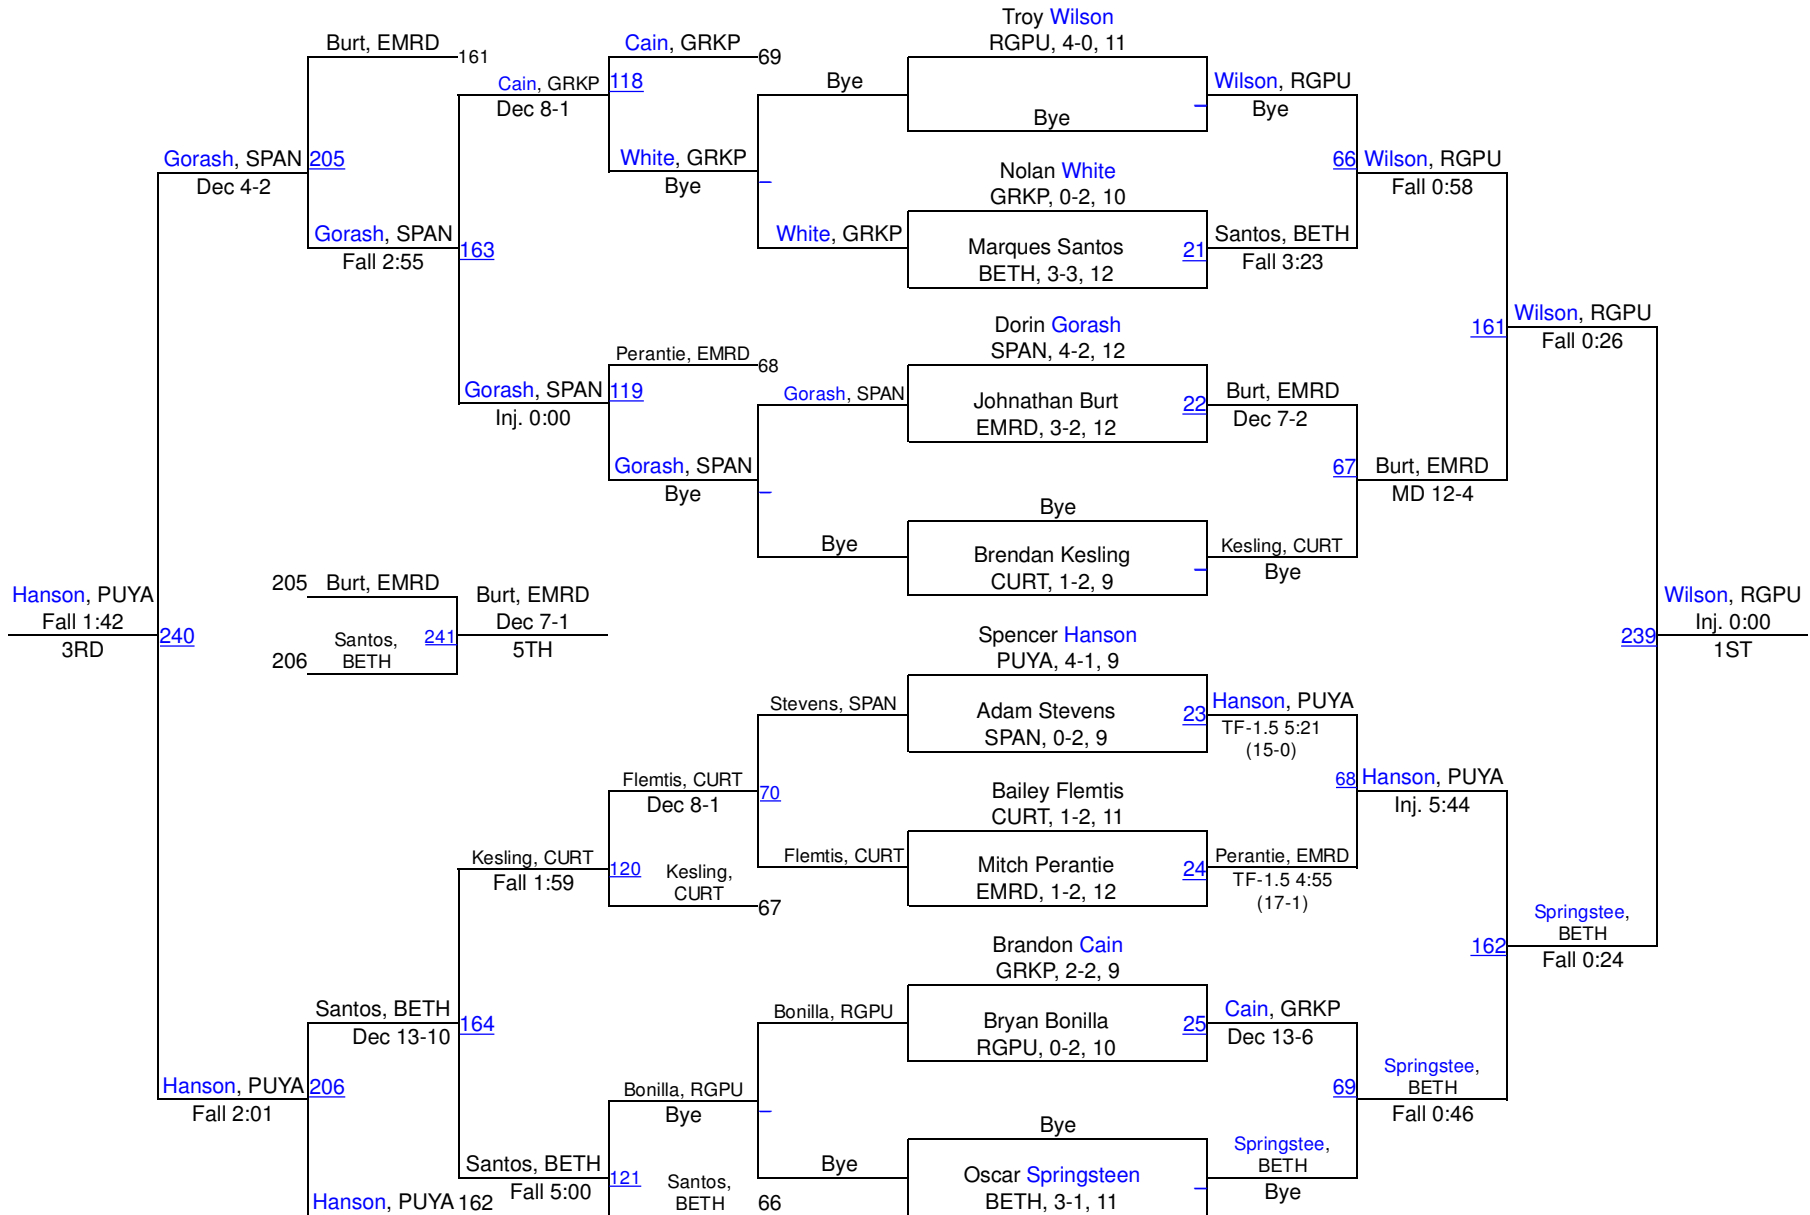 Troy Wilson
RGPU, 4-0, 11
Bye
Nolan White
GRKP, 0-2, 10
Marques Santos
BETH, 3-3, 12
21
Dorin Gorash
SPAN, 4-2, 12
Johnathan Burt
EMRD, 3-2, 12
22
Bye
Brendan Kesling
CURT, 1-2, 9
Spencer Hanson
PUYA, 4-1, 9
Adam Stevens
SPAN, 0-2, 9
23
Bailey Flemtis
CURT, 1-2, 11
Mitch Perantie
EMRD, 1-2, 12
24
Brandon Cain
GRKP, 2-2, 9
Bryan Bonilla
RGPU, 0-2, 10
25
Bye
Oscar Springsteen
BETH, 3-1, 11
Wilson, RGPU
Bye
66
Santos, BETH
Fall 3:23
Burt, EMRD
Dec 7-2
67
Kesling, CURT
Bye
Hanson, PUYA
TF-1.5 5:21
(15-0)
68
Perantie, EMRD
TF-1.5 4:55
(17-1)
Cain, GRKP
Dec 13-6
69
Springstee,
BETH
Bye
Wilson, RGPU
Fall 0:58
161
Burt, EMRD
MD 12-4
Hanson, PUYA
Inj. 5:44
162
Springstee,
BETH
Fall 0:46
Wilson, RGPU
Fall 0:26
239
Springstee,
BETH
Fall 0:24
Wilson, RGPU
Inj. 0:00
1ST
Bye
White, GRKP
Gorash, SPAN
Bye
Stevens, SPAN
70
Flemtis, CURT
Bonilla, RGPU
Bye
Cain, GRKP
69
118
White, GRKP
Bye
Perantie, EMRD
68
119
Gorash, SPAN
Bye
Flemtis, CURT
Dec 8-1
120
Kesling,
CURT
67
Bonilla, RGPU
Bye
121
Santos,
BETH
66
Cain, GRKP
Dec 8-1
163
Gorash, SPAN
Inj. 0:00
Kesling, CURT
Fall 1:59
164
Santos, BETH
Fall 5:00
Burt, EMRD
161
205
Gorash, SPAN
Fall 2:55
Santos, BETH
Dec 13-10
206
Hanson, PUYA
162
Gorash, SPAN
Dec 4-2
240
Hanson, PUYA
Fall 2:01
Hanson, PUYA
Fall 1:42
3RD
205
Burt, EMRD
241
206
Santos,
BETH
Burt, EMRD
Dec 7-1
5TH